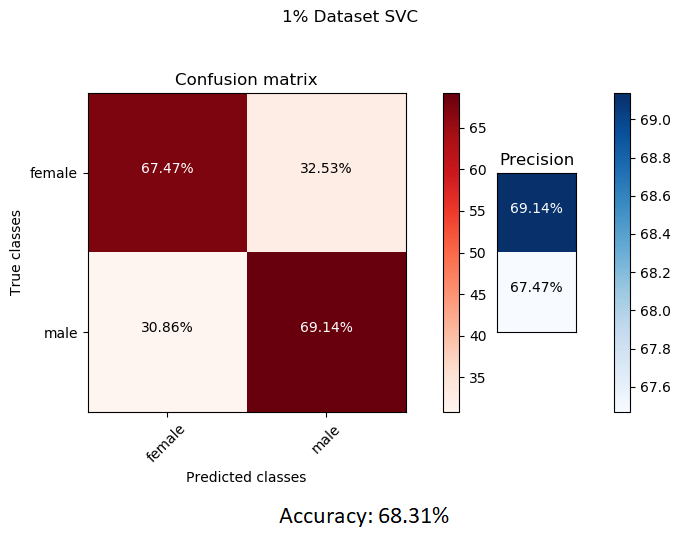 1% Dataset SVC
Confusion matrix
True classes
female
67.47%
32.53%
male
30.86%
69.14%
female
male
Predicted classes
65
60
55
50
45
40
35
Precision
69.14%
67.47%
69.0
68.8
68.6
68.4
68.2
68.0
67.8
67.6
Accuracy: 68.31%